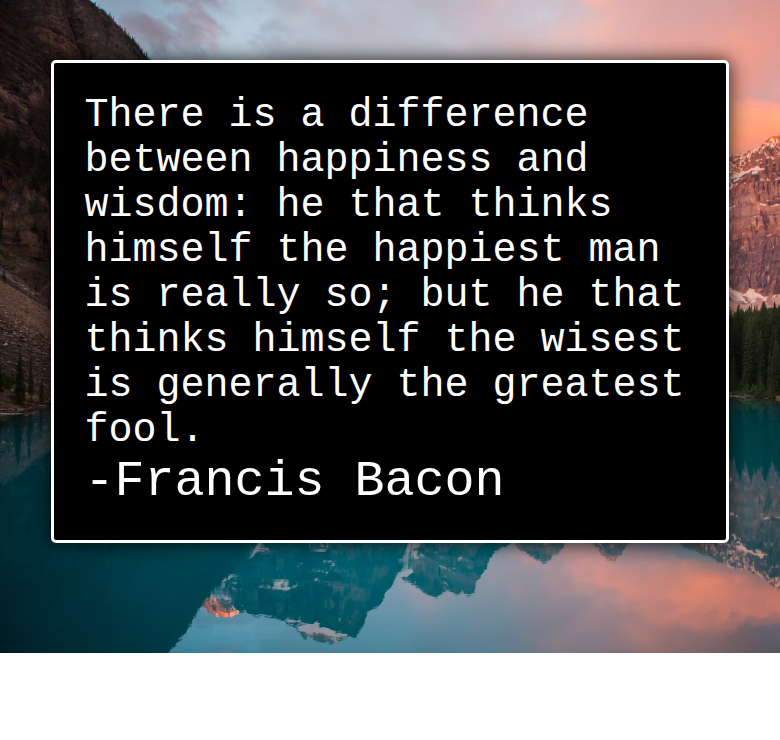 There is a difference
between happiness and
wisdom: he that thinks
himself the happiest man
is really so; but he that
thinks himself the wisest
is generally the greatest
fool.
-Francis Bacon